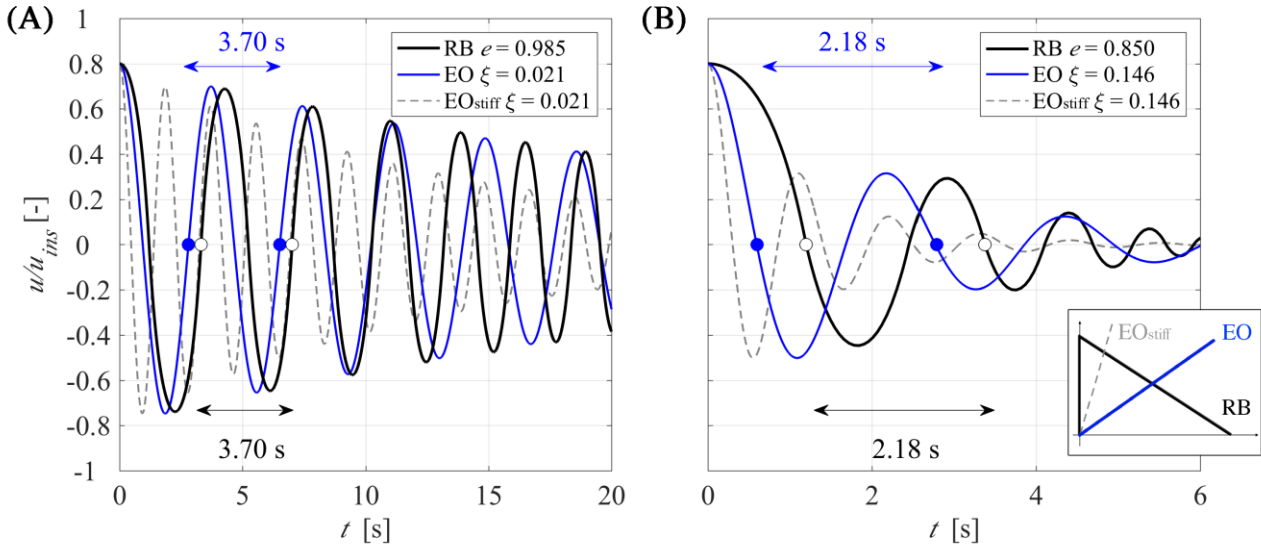 (A)
u/u_ins [-]
1
0.8
0.6
0.4
0.2
0
-0.2
-0.4
-0.6
-0.8
-1
3.70 s
RB e = 0.985
EO ξ = 0.021
EOstiff ξ = 0.021
3.70 s
0 5 10 15 20
t [s]
(B)
2.18 s
RB e = 0.850
EO ξ = 0.146
EOstiff ξ = 0.146
2.18 s
EOstiff
EO
RB
0 2 4 6
t [s]